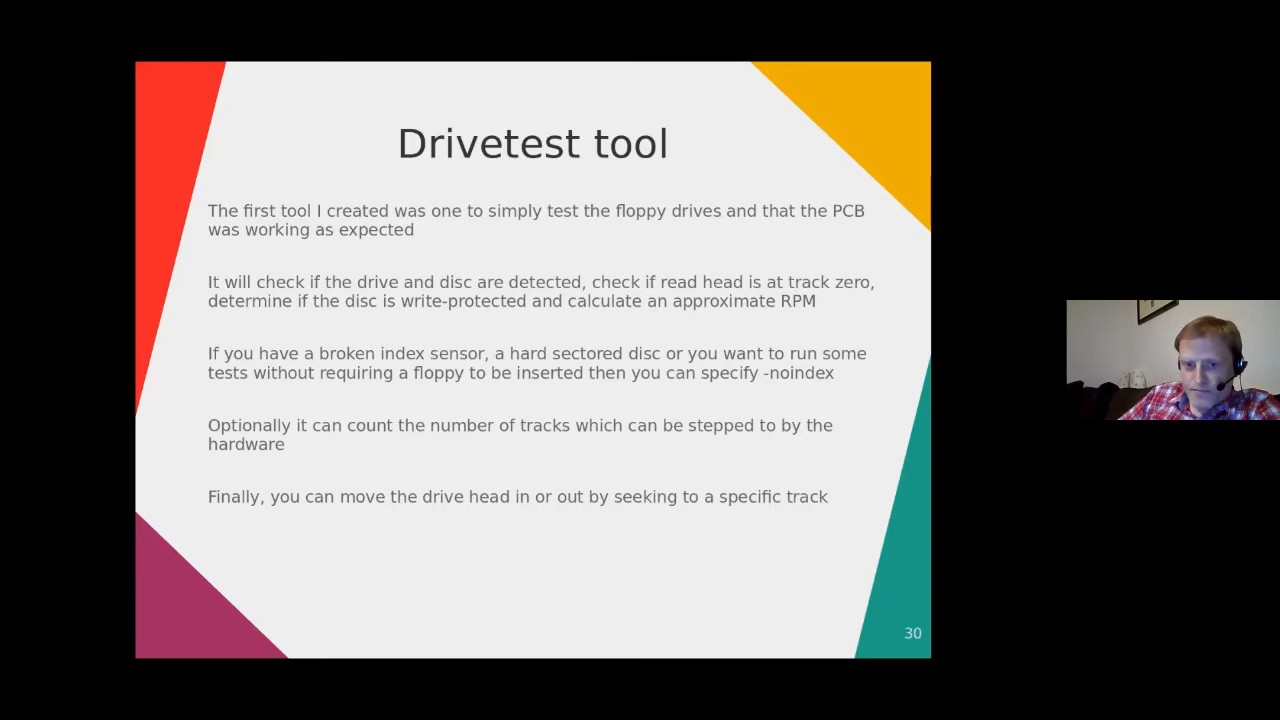 Drivetest tool
The first tool I created was one to simply test the floppy drives and that the PCB
was working as expected
It will check if the drive and disc are detected, check if read head is at track zero,
determine if the disc is write-protected and calculate an approximate RPM
If you have a broken index sensor, a hard sectored disc or you want to run some
tests without requiring a floppy to be inserted then you can specify -noindex
Optionally it can count the number of tracks which can be stepped to by the
hardware
Finally, you can move the drive head in or out by seeking to a specific track
30